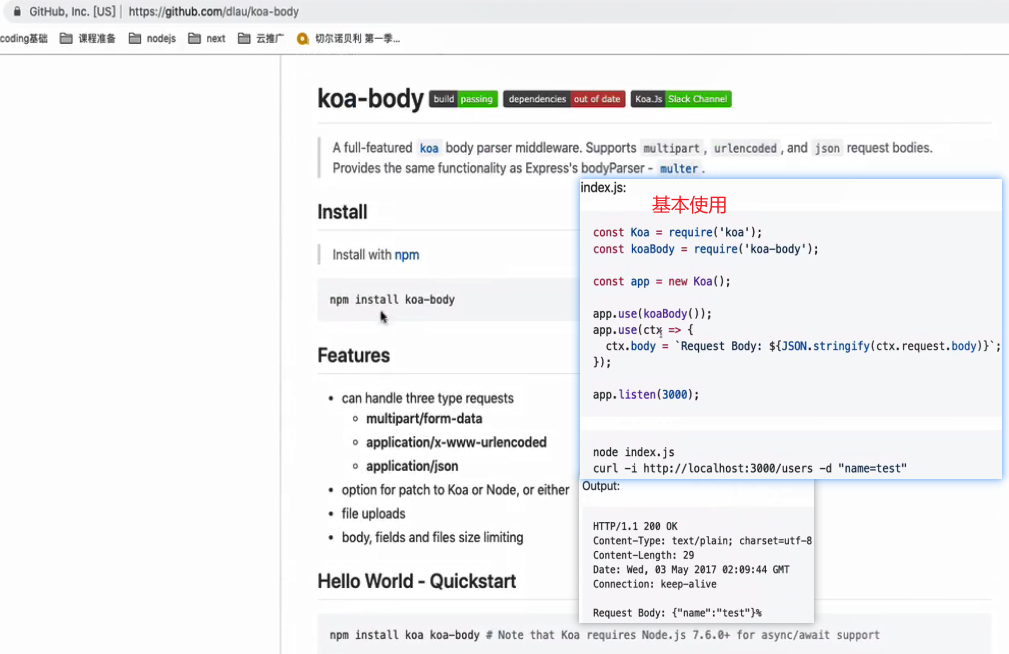 GitHub, Inc. [US] | https://github.com/dlau/koa-body
coding基础 课程准备 nodejs next 云推广 切尔诺贝利 第一季...
koa-body build passing dependencies out of date Koa.Js Slack Channel
A full-featured koa body parser middleware. Supports multipart, urlencoded, and json request bodies.
Provides the same functionality as Express's bodyParser - multer.
Install
Install with npm
npm install koa-body
Features
• can handle three type requests
◦ multipart/form-data
◦ application/x-www-urlencoded
◦ application/json
• option for patch to Koa or Node, or either
• file uploads
• body, fields and files size limiting
Hello World - Quickstart
npm install koa koa-body # Note that Koa requires Node.js 7.6.0+ for async/await support
index.js:
基本使用
const Koa = require('koa');
const koaBody = require('koa-body');
const app = new Koa();
app.use(koaBody());
app.use(ctx => {
ctx.body = `Request Body: ${JSON.stringify(ctx.request.body)}`;
});
app.listen(3000);
node index.js
curl -i http://localhost:3000/users -d "name=test"
Output:
HTTP/1.1 200 OK
Content-Type: text/plain; charset=utf-8
Content-Length: 29
Date: Wed, 03 May 2017 02:09:44 GMT
Connection: keep-alive
Request Body: {"name":"test"}%